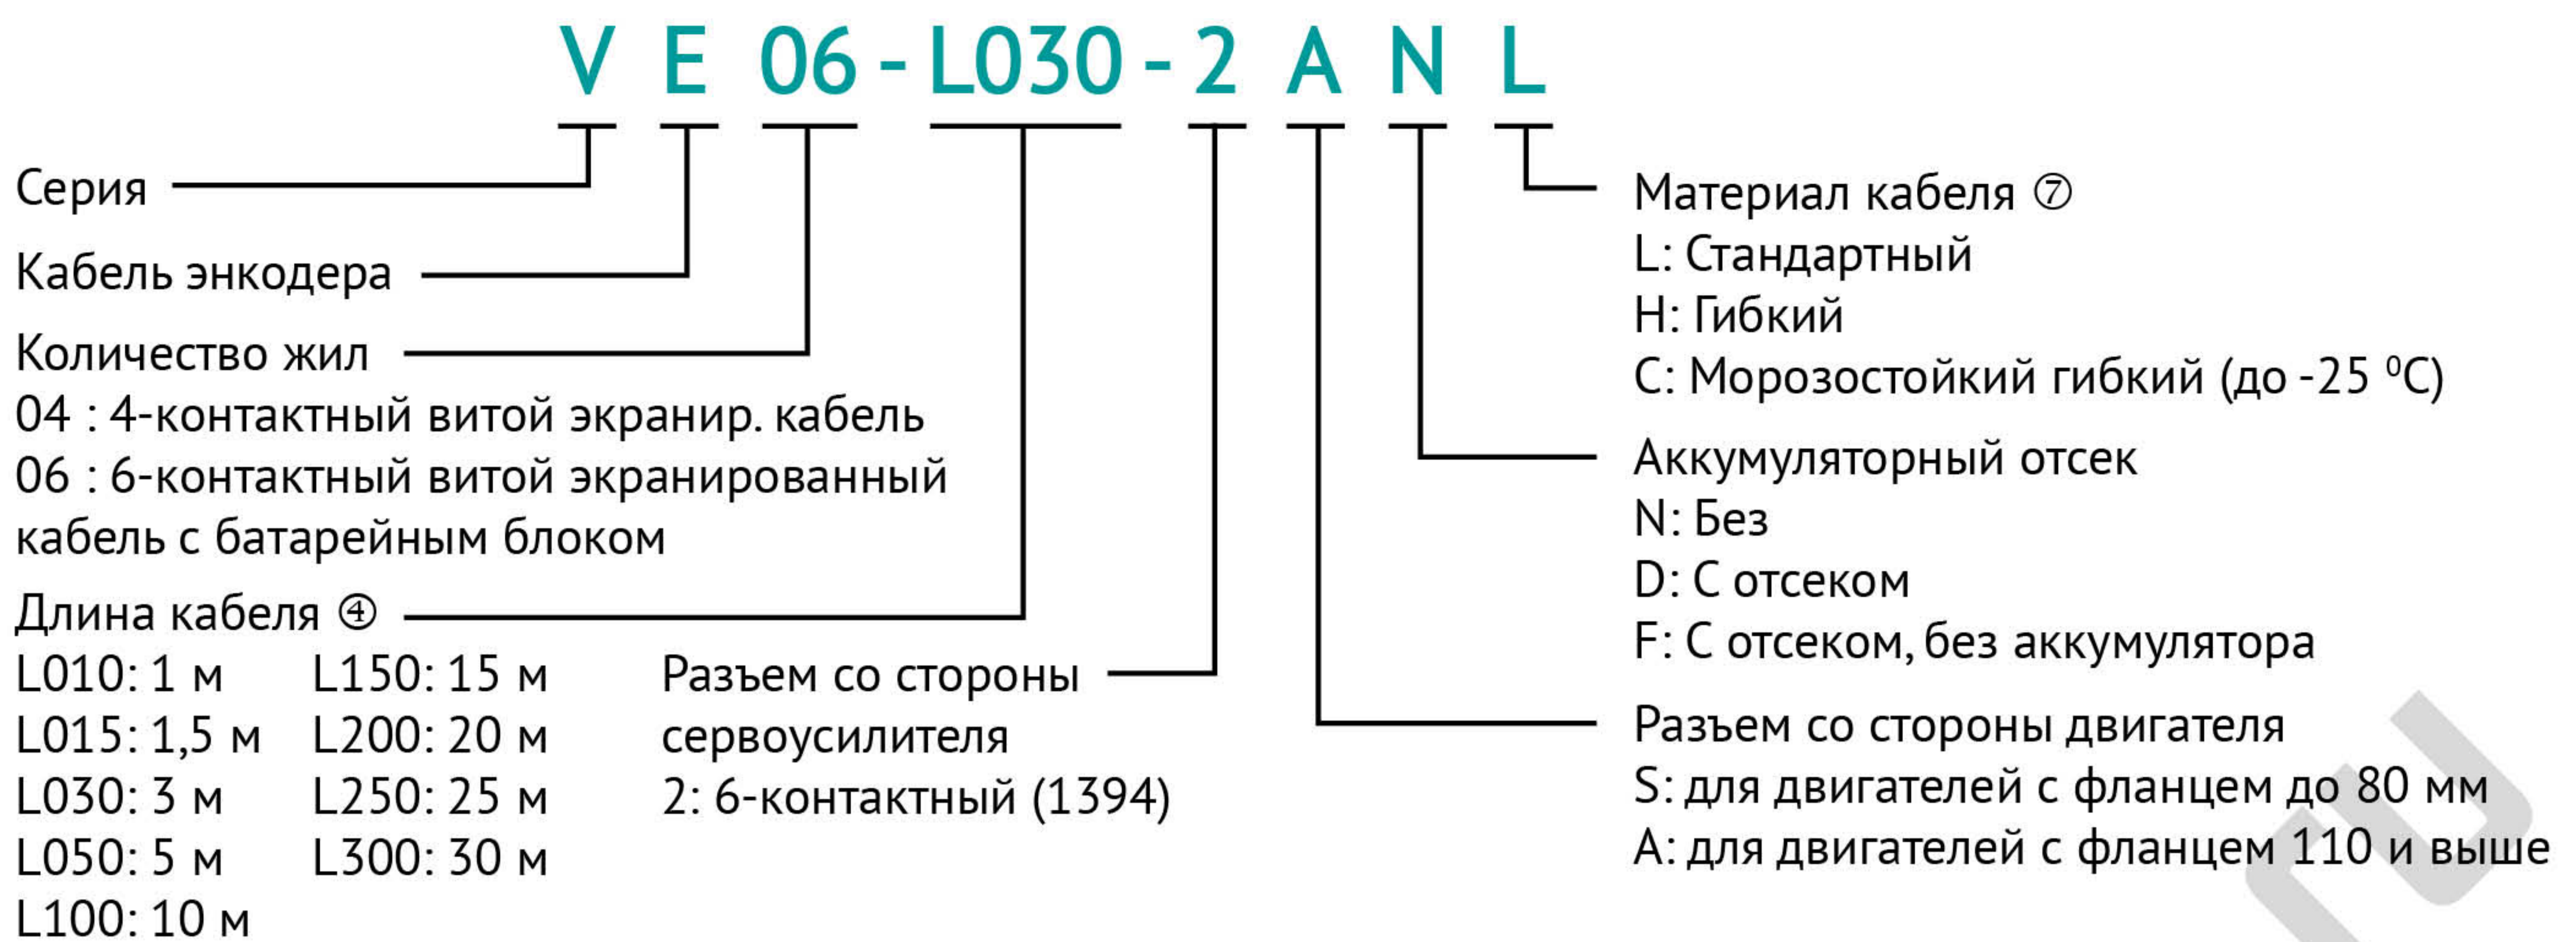 V E 06 - L030 - 2 A N L
Серия
Кабель энкодера
Количество жил
04 : 4-контактный витой экранир. кабель
06 : 6-контактный витой экранированный
кабель с батарейным блоком
Длина кабеля ④
L010: 1 м L150: 15 м
L015: 1,5 м L200: 20 м
L030: 3 м L250: 25 м
L050: 5 м L300: 30 м
L100: 10 м
Разъем со стороны
сервоусилителя
2: 6-контактный (1394)
Материал кабеля ⑦
L: Стандартный
H: Гибкий
C: Морозостойкий гибкий (до -25 ⁰C)
Аккумуляторный отсек
N: Без
D: С отсеком
F: С отсеком, без аккумулятора
Разъем со стороны двигателя
S: для двигателей с фланцем до 80 мм
A: для двигателей с фланцем 110 и выше
ru